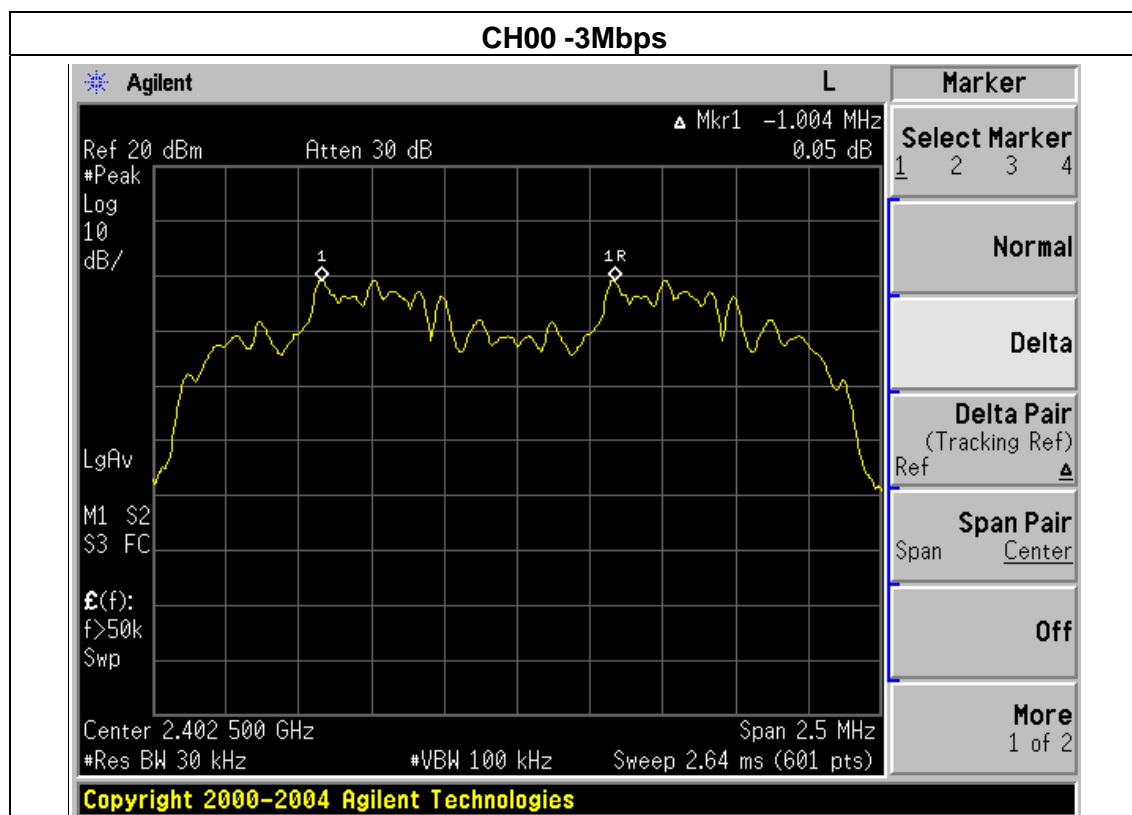 CH00 -3Mbps
Agilent L Marker
Δ Mkr1 -1.004 MHz
Ref 20 dBm Atten 30 dB 0.05 dB
#Peak
Log
10
dB/
1 1R
LgAv
M1 S2
S3 FC
£(f):
f>50k
Swp
Center 2.402 500 GHz Span 2.5 MHz
#Res BW 30 kHz #VBW 100 kHz Sweep 2.64 ms (601 pts)
Copyright 2000-2004 Agilent Technologies
Select Marker
1 2 3 4
Normal
Delta
Delta Pair
(Tracking Ref)
Ref Δ
Span Pair
Span Center
Off
More
1 of 2